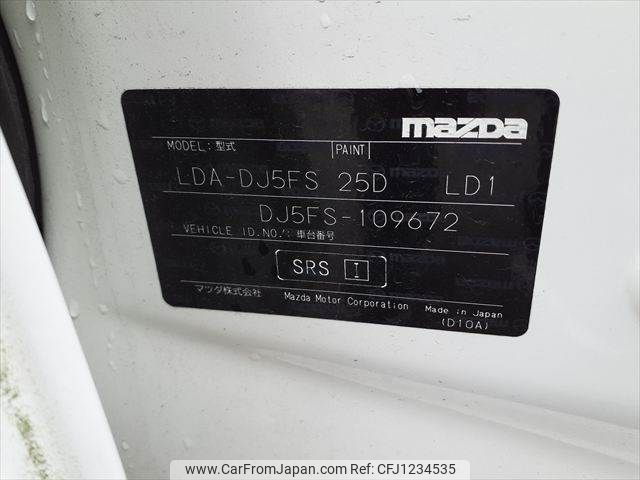 mazda
MODEL:型式 PAINT
LDA-DJ5FS 25D LD1
DJ5FS-109672
VEHICLE ID.NO.:車台番号
SRS I
マツダ株式会社 Mazda Motor Corporation Made in Japan
(D10A)
www.CarFromJapan.com - CFJ1234535